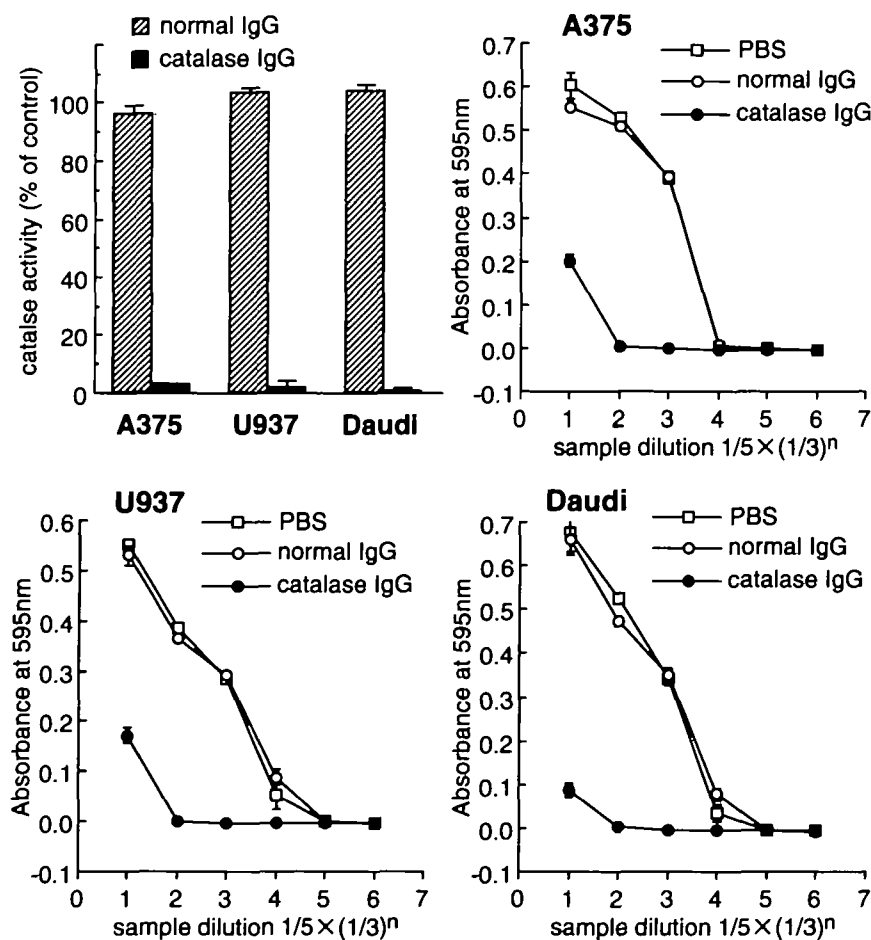 normal IgG
catalase IgG
catalse activity (% of control)
100
80
60
40
20
0
A375 U937 Daudi
A375
PBS
normal IgG
catalase IgG
Absorbance at 595nm
0.7
0.6
0.5
0.4
0.3
0.2
0.1
0.0
-0.1
0 1 2 3 4 5 6 7
sample dilution 1/5×(1/3)ⁿ
U937
PBS
normal IgG
catalase IgG
Absorbance at 595nm
0.6
0.5
0.4
0.3
0.2
0.1
0.0
-0.1
0 1 2 3 4 5 6 7
sample dilution 1/5×(1/3)ⁿ
Daudi
PBS
normal IgG
catalase IgG
Absorbance at 595nm
0.7
0.6
0.5
0.4
0.3
0.2
0.1
0.0
-0.1
0 1 2 3 4 5 6 7
sample dilution 1/5×(1/3)ⁿ